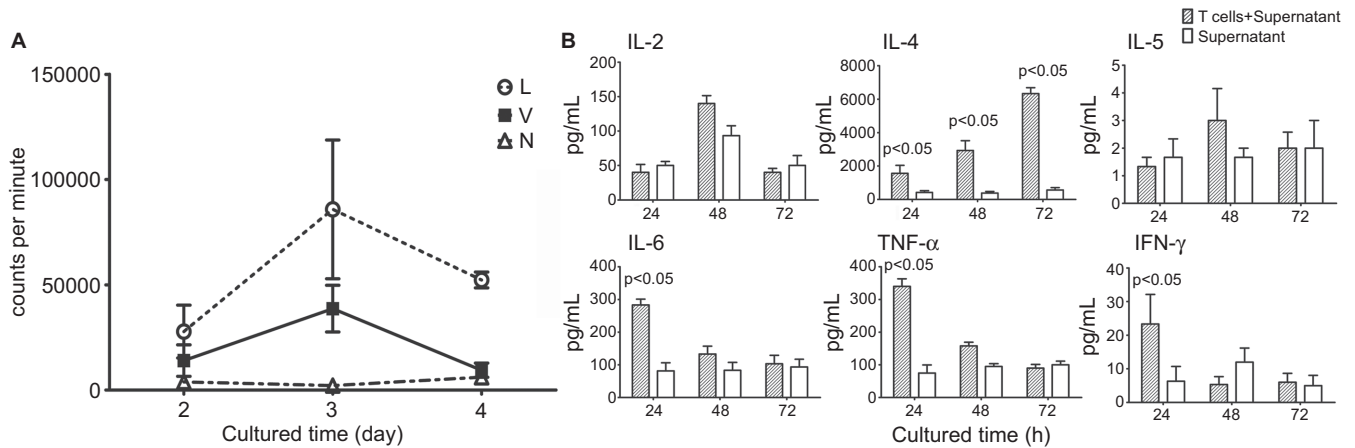 A
150000
100000
50000
0
counts per minute
2 3 4
Cultured time (day)
L
V
N
B
T cells+Supernatant
Supernatant
IL-2
200
150
100
50
0
pg/mL
24 48 72
IL-4
8000
6000
4000
2000
0
pg/mL
p<0.05
p<0.05
p<0.05
24 48 72
IL-5
5
4
3
2
1
0
pg/mL
24 48 72
IL-6
400
300
200
100
0
pg/mL
p<0.05
24 48 72
TNF-α
400
300
200
100
0
pg/mL
p<0.05
24 48 72
Cultured time (h)
IFN-γ
40
30
20
10
0
pg/mL
p<0.05
24 48 72